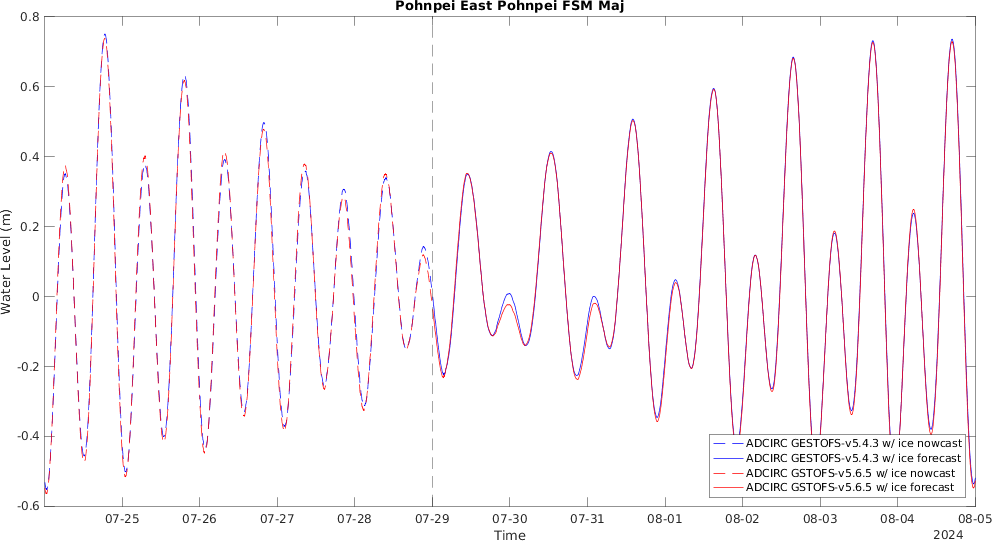 Pohnpei East Pohnpei FSM Maj
0.8
0.6
0.4
0.2
0
-0.2
-0.4
-0.6
Water Level (m)
ADCIRC GESTOFS-v5.4.3 w/ ice nowcast
ADCIRC GESTOFS-v5.4.3 w/ ice forecast
ADCIRC GSTOFS-v5.6.5 w/ ice nowcast
ADCIRC GSTOFS-v5.6.5 w/ ice forecast
07-25 07-26 07-27 07-28 07-29 07-30 07-31 08-01 08-02 08-03 08-04 08-05
Time
2024